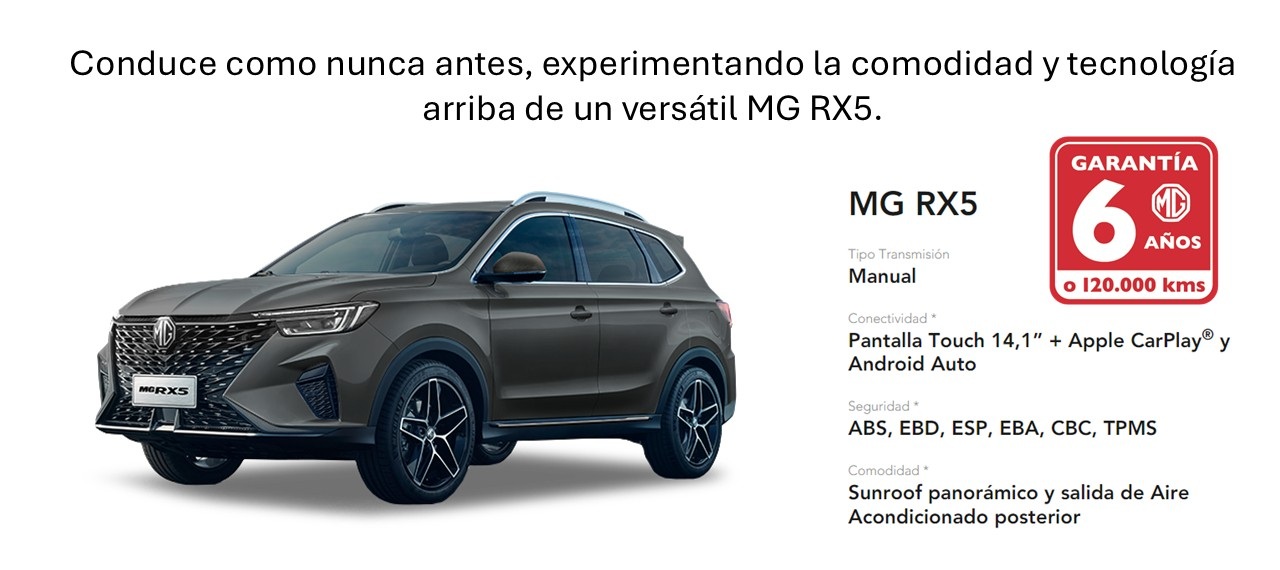 Conduce como nunca antes, experimentando la comodidad y tecnología
arriba de un versátil MG RX5.
GARANTÍA
6 MG
AÑOS
o 120.000 kms
MG RX5
Tipo Transmisión
Manual
Conectividad *
Pantalla Touch 14,1” + Apple CarPlay® y
Android Auto
Seguridad *
ABS, EBD, ESP, EBA, CBC, TPMS
Comodidad *
Sunroof panorámico y salida de Aire
Acondicionado posterior
MG
MG RX5